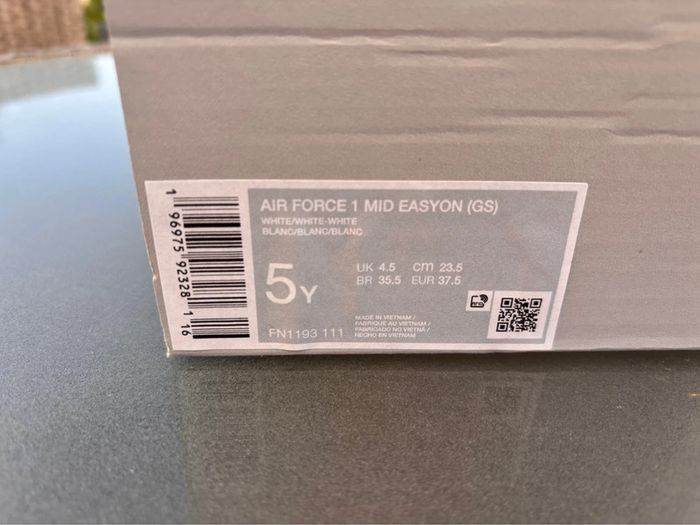 1 96975 92328 1 16
AIR FORCE 1 MID EASYON (GS)
WHITE/WHITE-WHITE
BLANC/BLANC/BLANC
5Y
UK 4.5 cm 23.5
BR 35.5 EUR 37.5
FN1193 111
MADE IN VIETNAM /
FABRIQUE AU VIETNAM /
FABRICADO NO VIETNÃ /
HECHO EN VIETNAM